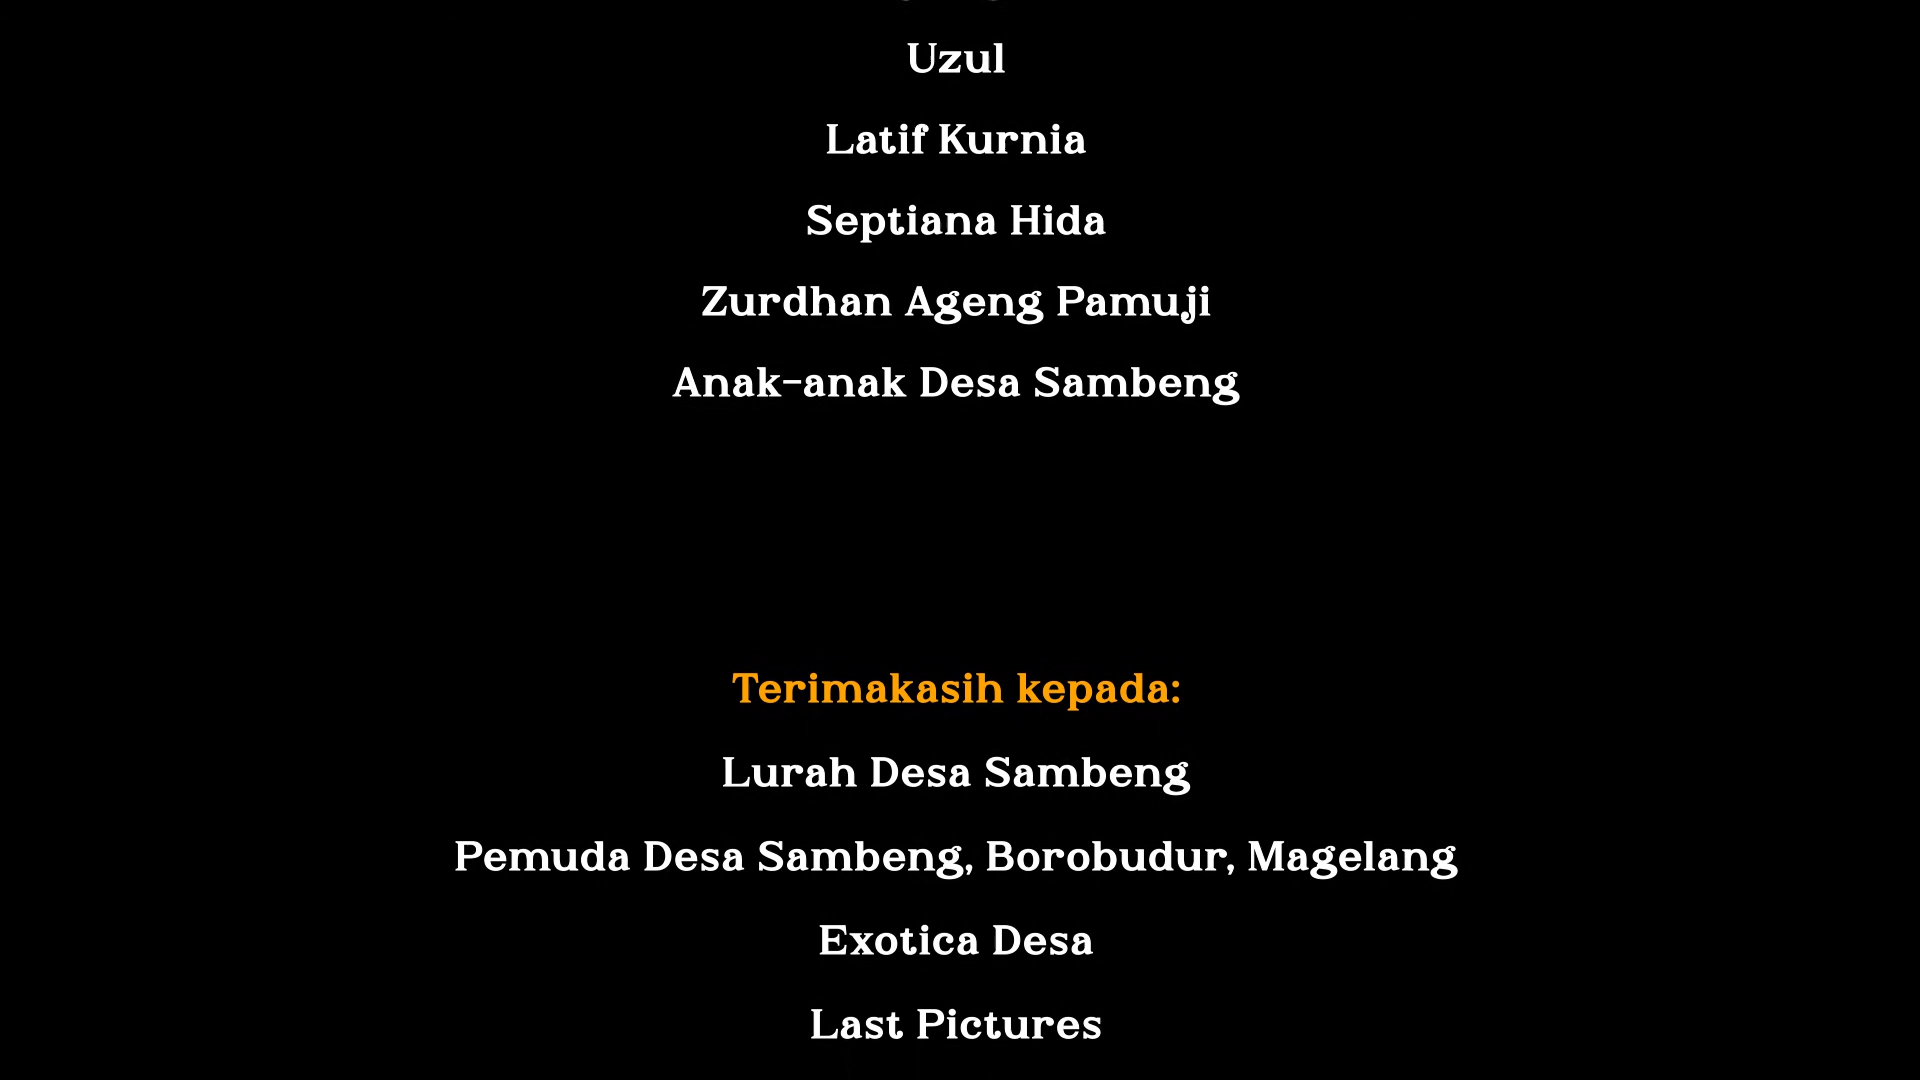 Uzul
Latif Kurnia
Septiana Hida
Zurdhan Ageng Pamuji
Anak-anak Desa Sambeng
Terimakasih kepada:
Lurah Desa Sambeng
Pemuda Desa Sambeng, Borobudur, Magelang
Exotica Desa
Last Pictures